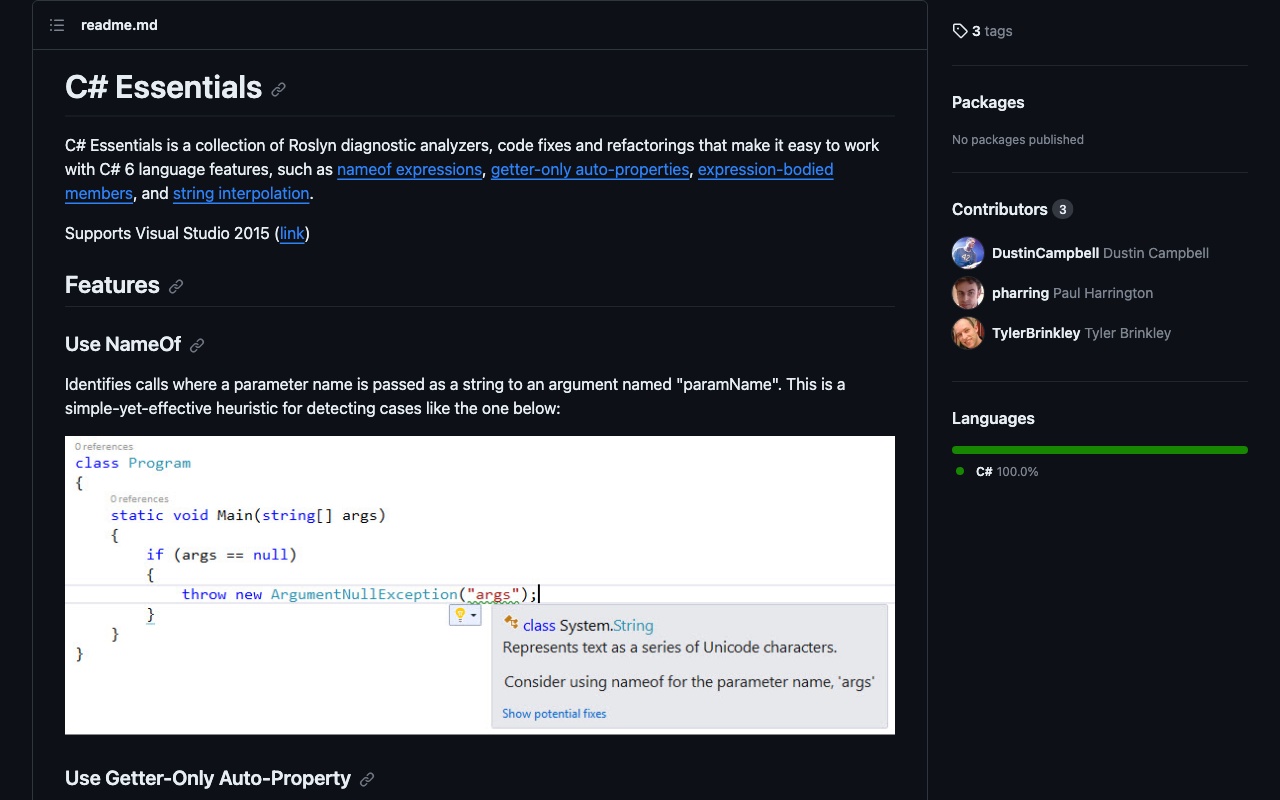 readme.md
C# Essentials
C# Essentials is a collection of Roslyn diagnostic analyzers, code fixes and refactorings that make it easy to work
with C# 6 language features, such as nameof expressions, getter-only auto-properties, expression-bodied
members, and string interpolation.
Supports Visual Studio 2015 (link)
Features
Use NameOf
Identifies calls where a parameter name is passed as a string to an argument named "paramName". This is a
simple-yet-effective heuristic for detecting cases like the one below:
0 references
class Program
{
0 references
static void Main(string[] args)
{
if (args == null)
{
throw new ArgumentNullException("args");
}
}
}
class System.String
Represents text as a series of Unicode characters.
Consider using nameof for the parameter name, 'args'
Show potential fixes
Use Getter-Only Auto-Property
3 tags
Packages
No packages published
Contributors 3
DustinCampbell Dustin Campbell
pharring Paul Harrington
TylerBrinkley Tyler Brinkley
Languages
C# 100.0%